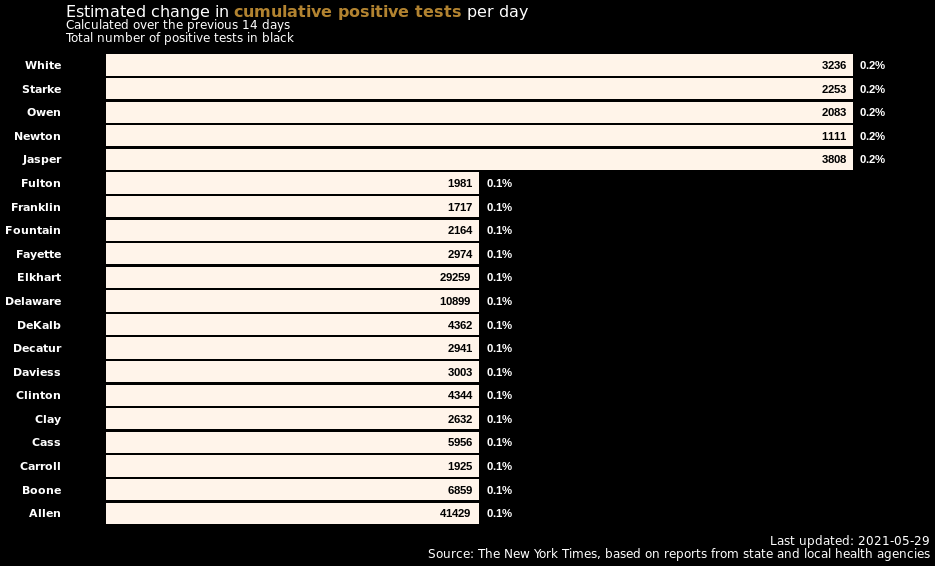 Estimated change in cumulative positive tests per day
Calculated over the previous 14 days
Total number of positive tests in black
White 3236 0.2%
Starke 2253 0.2%
Owen 2083 0.2%
Newton 1111 0.2%
Jasper 3808 0.2%
Fulton 1981 0.1%
Franklin 1717 0.1%
Fountain 2164 0.1%
Fayette 2974 0.1%
Elkhart 29259 0.1%
Delaware 10899 0.1%
DeKalb 4362 0.1%
Decatur 2941 0.1%
Daviess 3003 0.1%
Clinton 4344 0.1%
Clay 2632 0.1%
Cass 5956 0.1%
Carroll 1925 0.1%
Boone 6859 0.1%
Allen 41429 0.1%
Last updated: 2021-05-29
Source: The New York Times, based on reports from state and local health agencies